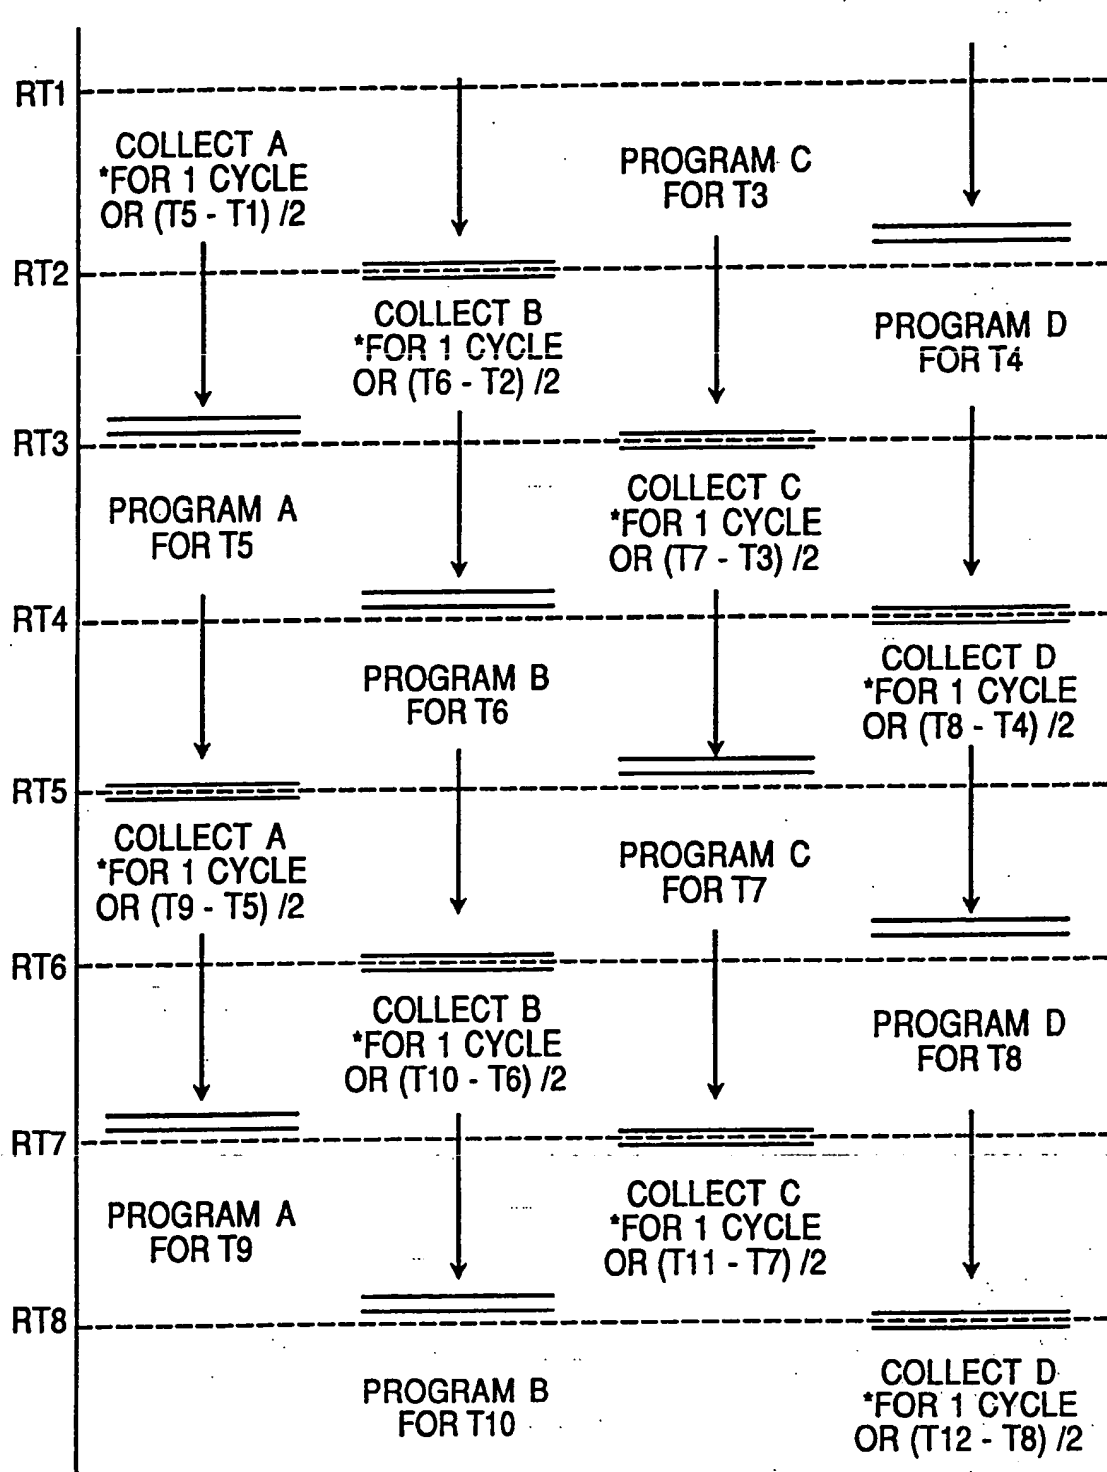 RT1
COLLECT A
*FOR 1 CYCLE
OR (T5 - T1) /2
PROGRAM C
FOR T3
RT2
COLLECT B
*FOR 1 CYCLE
OR (T6 - T2) /2
PROGRAM D
FOR T4
RT3
PROGRAM A
FOR T5
COLLECT C
*FOR 1 CYCLE
OR (T7 - T3) /2
RT4
PROGRAM B
FOR T6
COLLECT D
*FOR 1 CYCLE
OR (T8 - T4) /2
RT5
COLLECT A
*FOR 1 CYCLE
OR (T9 - T5) /2
PROGRAM C
FOR T7
RT6
COLLECT B
*FOR 1 CYCLE
OR (T10 - T6) /2
PROGRAM D
FOR T8
RT7
PROGRAM A
FOR T9
COLLECT C
*FOR 1 CYCLE
OR (T11 - T7) /2
RT8
PROGRAM B
FOR T10
COLLECT D
*FOR 1 CYCLE
OR (T12 - T8) /2